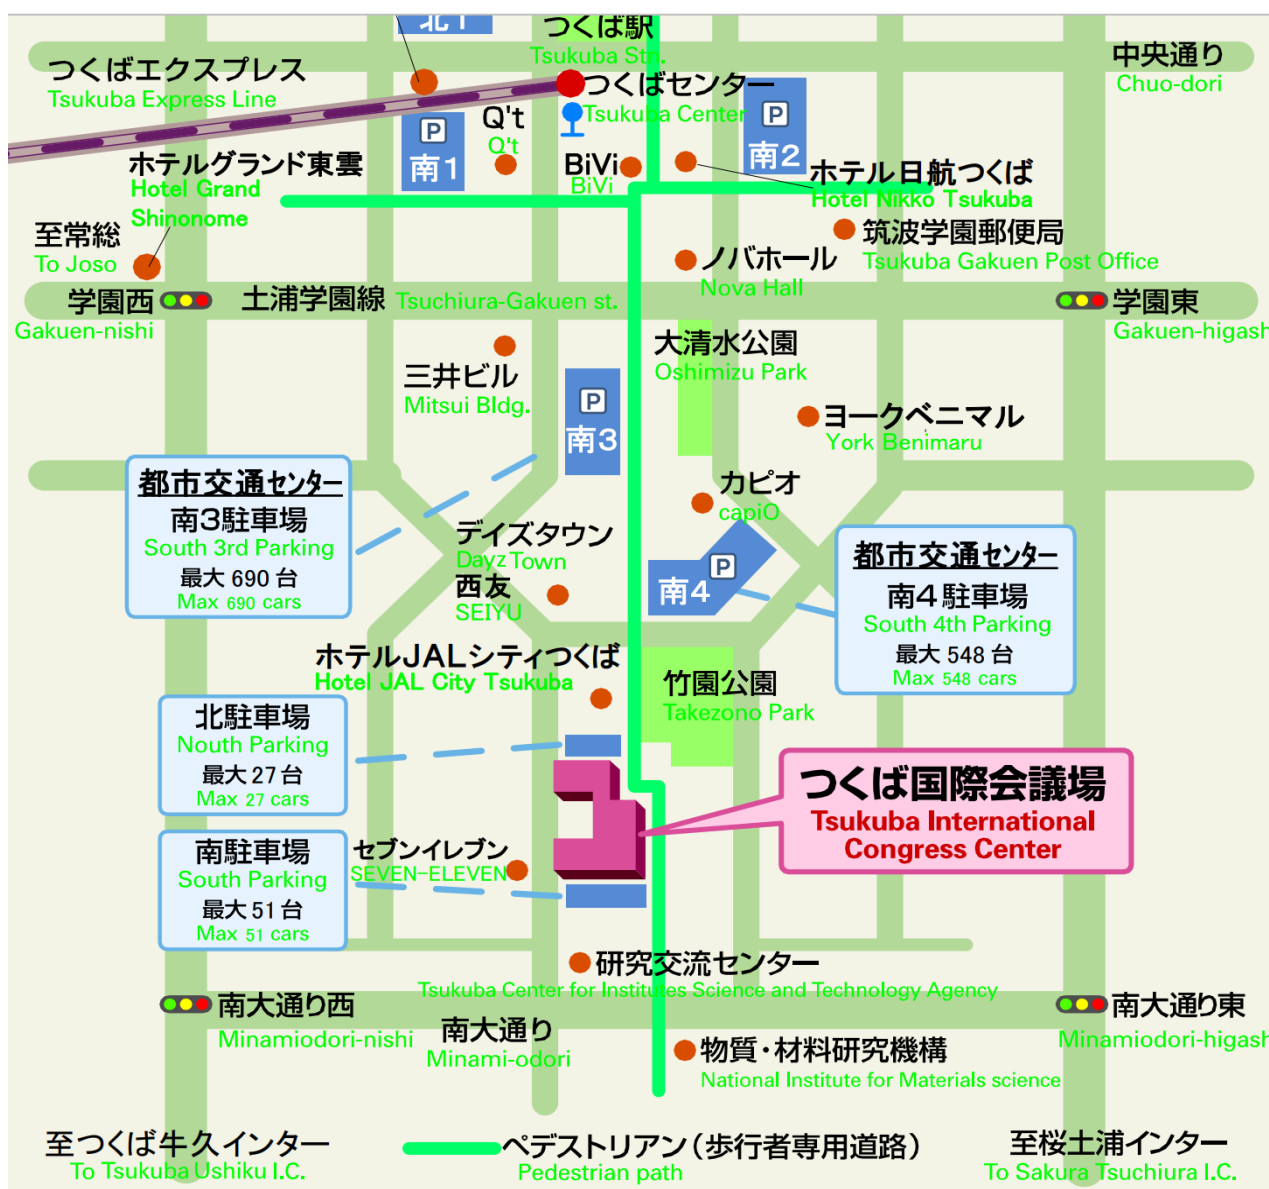 北1
つくば駅
Tsukuba Stn.
中央通り
Chuo-dori
つくばエクスプレス
Tsukuba Express Line
つくばセンター
Tsukuba Center
Q't
Q't
P
南1
P
南2
BiVi
BiVi
ホテルグランド東雲
Hotel Grand
Shinonome
ホテル日航つくば
Hotel Nikko Tsukuba
至常総
To Joso
筑波学園郵便局
Tsukuba Gakuen Post Office
ノバホール
Nova Hall
学園西
Gakuen-nishi
土浦学園線
Tsuchiura-Gakuen st.
学園東
Gakuen-higash
大清水公園
Oshimizu Park
三井ビル
Mitsui Bldg.
P
南3
ヨークベニマル
York Benimaru
都市交通センター
南3駐車場
South 3rd Parking
最大 690 台
Max 690 cars
カピオ
capiO
デイズタウン
Dayz Town
西友
SEIYU
P
南4
都市交通センター
南4駐車場
South 4th Parking
最大 548 台
Max 548 cars
ホテルJALシティつくば
Hotel JAL City Tsukuba
竹園公園
Takezono Park
北駐車場
Nouth Parking
最大 27 台
Max 27 cars
つくば国際会議場
Tsukuba International
Congress Center
南駐車場
South Parking
最大 51 台
Max 51 cars
セブンイレブン
SEVEN-ELEVEN
研究交流センター
Tsukuba Center for Institutes Science and Technology Agency
南大通り西
Minamiodori-nishi
南大通り
Minami-odori
南大通り東
Minamiodori-higash
物質・材料研究機構
National Institute for Materials science
至つくば牛久インター
To Tsukuba Ushiku I.C.
ペデストリアン(歩行者専用道路)
Pedestrian path
至桜土浦インター
To Sakura Tsuchiura I.C.